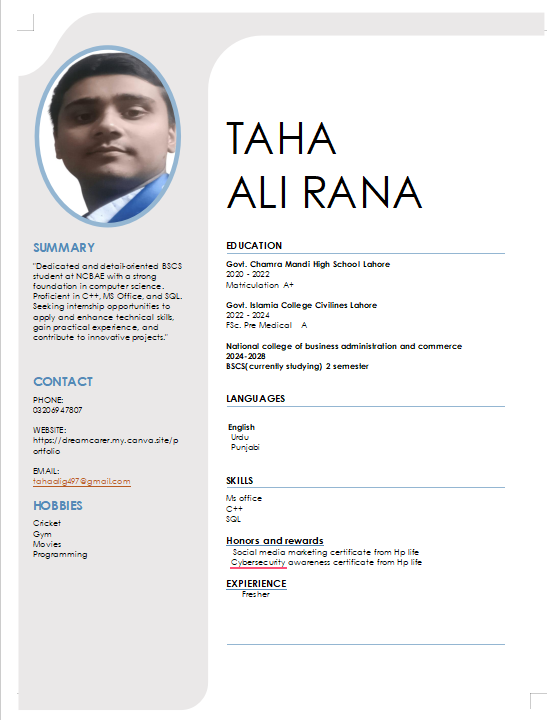 TAHA
ALI RANA
SUMMARY
"Dedicated and detail-oriented BSCS
student at NCBAE with a strong
foundation in computer science.
Proficient in C++, MS Office, and SQL.
Seeking internship opportunities to
apply and enhance technical skills,
gain practical experience, and
contribute to innovative projects."
CONTACT
PHONE:
03206947807
WEBSITE:
https://dreamcarer.my.canva.site/p
ortfolio
EMAIL:
tahaalig497@gmail.com
HOBBIES
Cricket
Gym
Movies
Programming
EDUCATION
Govt. Chamra Mandi High School Lahore
2020 - 2022
Matriculation A+
Govt. Islamia College Civilines Lahore
2022 - 2024
FSc. Pre Medical A
National college of business administration and commerce
2024-2028
BSCS(currently studying) 2 semester
LANGUAGES
English
Urdu
Punjabi
SKILLS
Ms office
C++
SQL
Honors and rewards
Social media marketing certificate from Hp life
Cybersecurity awareness certificate from Hp life
EXPIERIENCE
Fresher